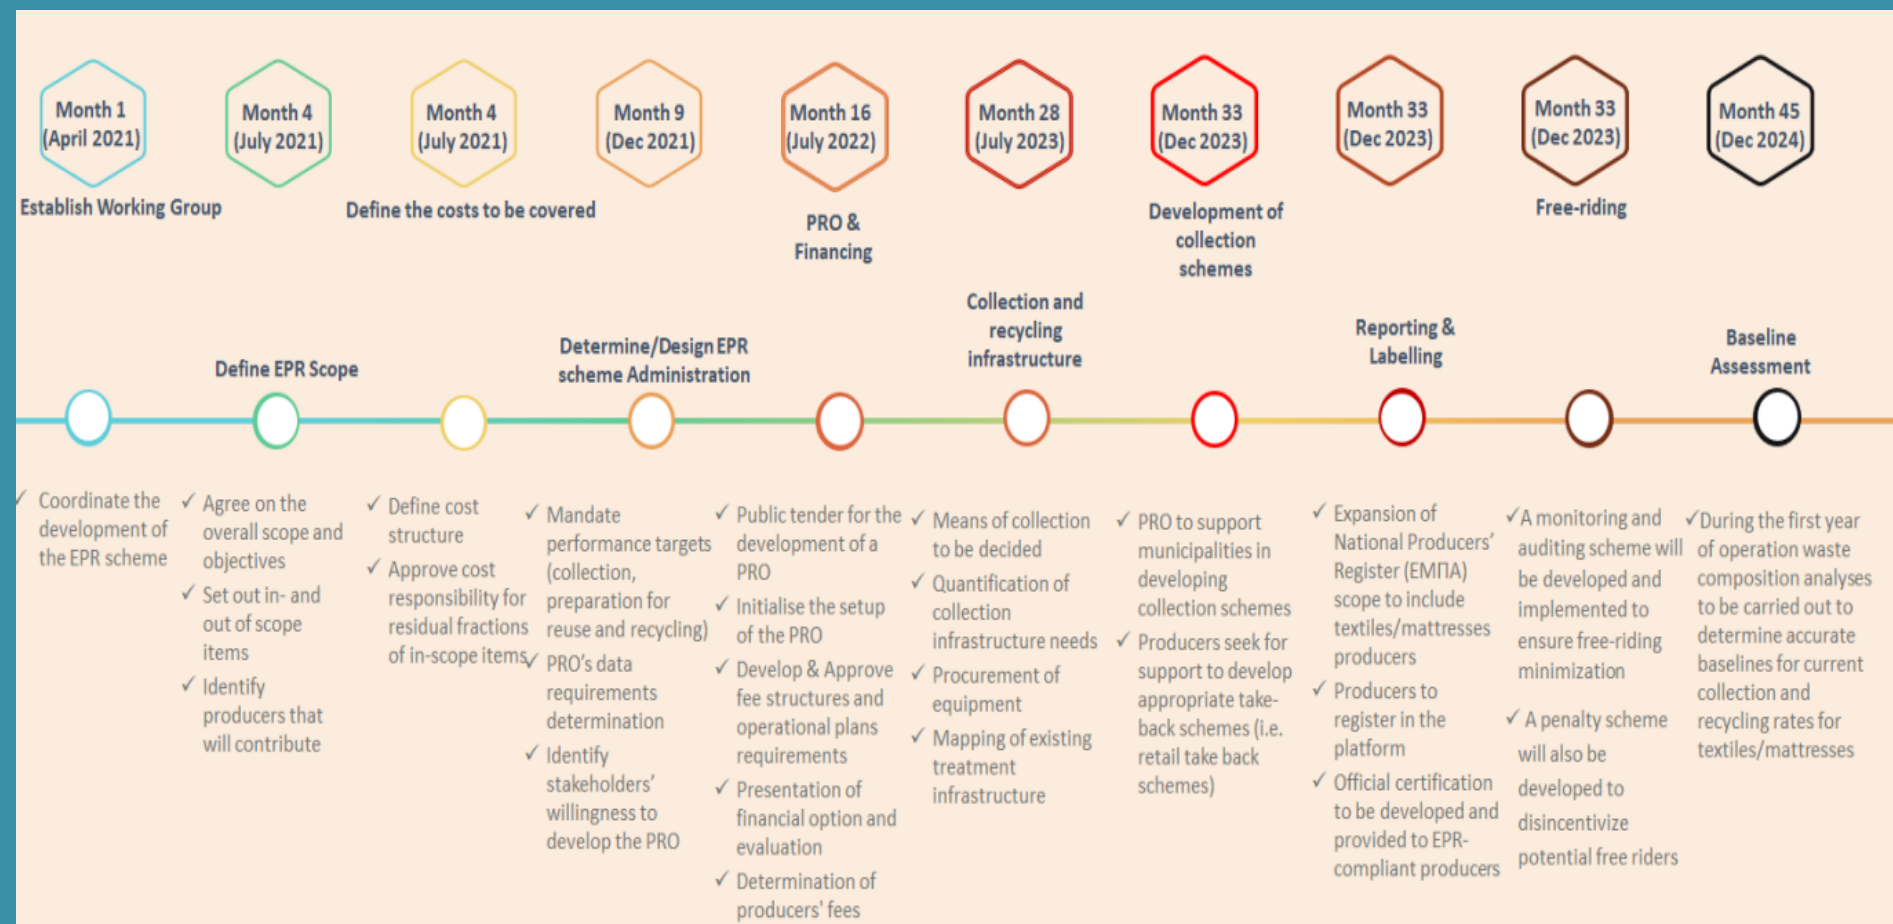 Month 1
(April 2021)
Month 4
(July 2021)
Month 4
(July 2021)
Month 9
(Dec 2021)
Month 16
(July 2022)
Month 28
(July 2023)
Month 33
(Dec 2023)
Month 33
(Dec 2023)
Month 33
(Dec 2023)
Month 45
(Dec 2024)
Establish Working Group
Define EPR Scope
Define the costs to be covered
Determine/Design EPR
scheme Administration
PRO &
Financing
Collection and
recycling
infrastructure
Development of
collection
schemes
Reporting &
Labelling
Free-riding
Baseline
Assessment
✓ Coordinate the
development of
the EPR scheme
✓ Agree on the
overall scope and
objectives
✓ Set out in- and
out of scope
items
✓ Identify
producers that
will contribute
✓ Define cost
structure
✓ Approve cost
responsibility for
residual fractions
of in-scope items
✓ Mandate
performance targets
(collection,
preparation for
reuse and recycling)
✓ PRO's data
requirements
determination
✓ Identify
stakeholders'
willingness to
develop the PRO
✓ Public tender for the
development of a
PRO
✓ Initialise the setup
of the PRO
✓ Develop & Approve
fee structures and
operational plans
requirements
✓ Presentation of
financial option and
evaluation
✓ Determination of
producers' fees
✓ Means of collection
to be decided
✓ Quantification of
collection
infrastructure needs
✓ Procurement of
equipment
✓ Mapping of existing
treatment
infrastructure
✓ PRO to support
municipalities in
developing
collection schemes
✓ Producers seek for
support to develop
appropriate take-
back schemes (i.e.
retail take back
schemes)
✓ Expansion of
National Producers'
Register (ΕΜΠΑ)
scope to include
textiles/mattresses
producers
✓ Producers to
register in the
platform
✓ Official certification
to be developed and
provided to EPR-
compliant producers
✓ A monitoring and
auditing scheme will
be developed and
implemented to
ensure free-riding
minimization
✓ A penalty scheme
will also be
developed to
disincentivize
potential free riders
✓ During the first year
of operation waste
composition analyses
to be carried out to
determine accurate
baselines for current
collection and
recycling rates for
textiles/mattresses